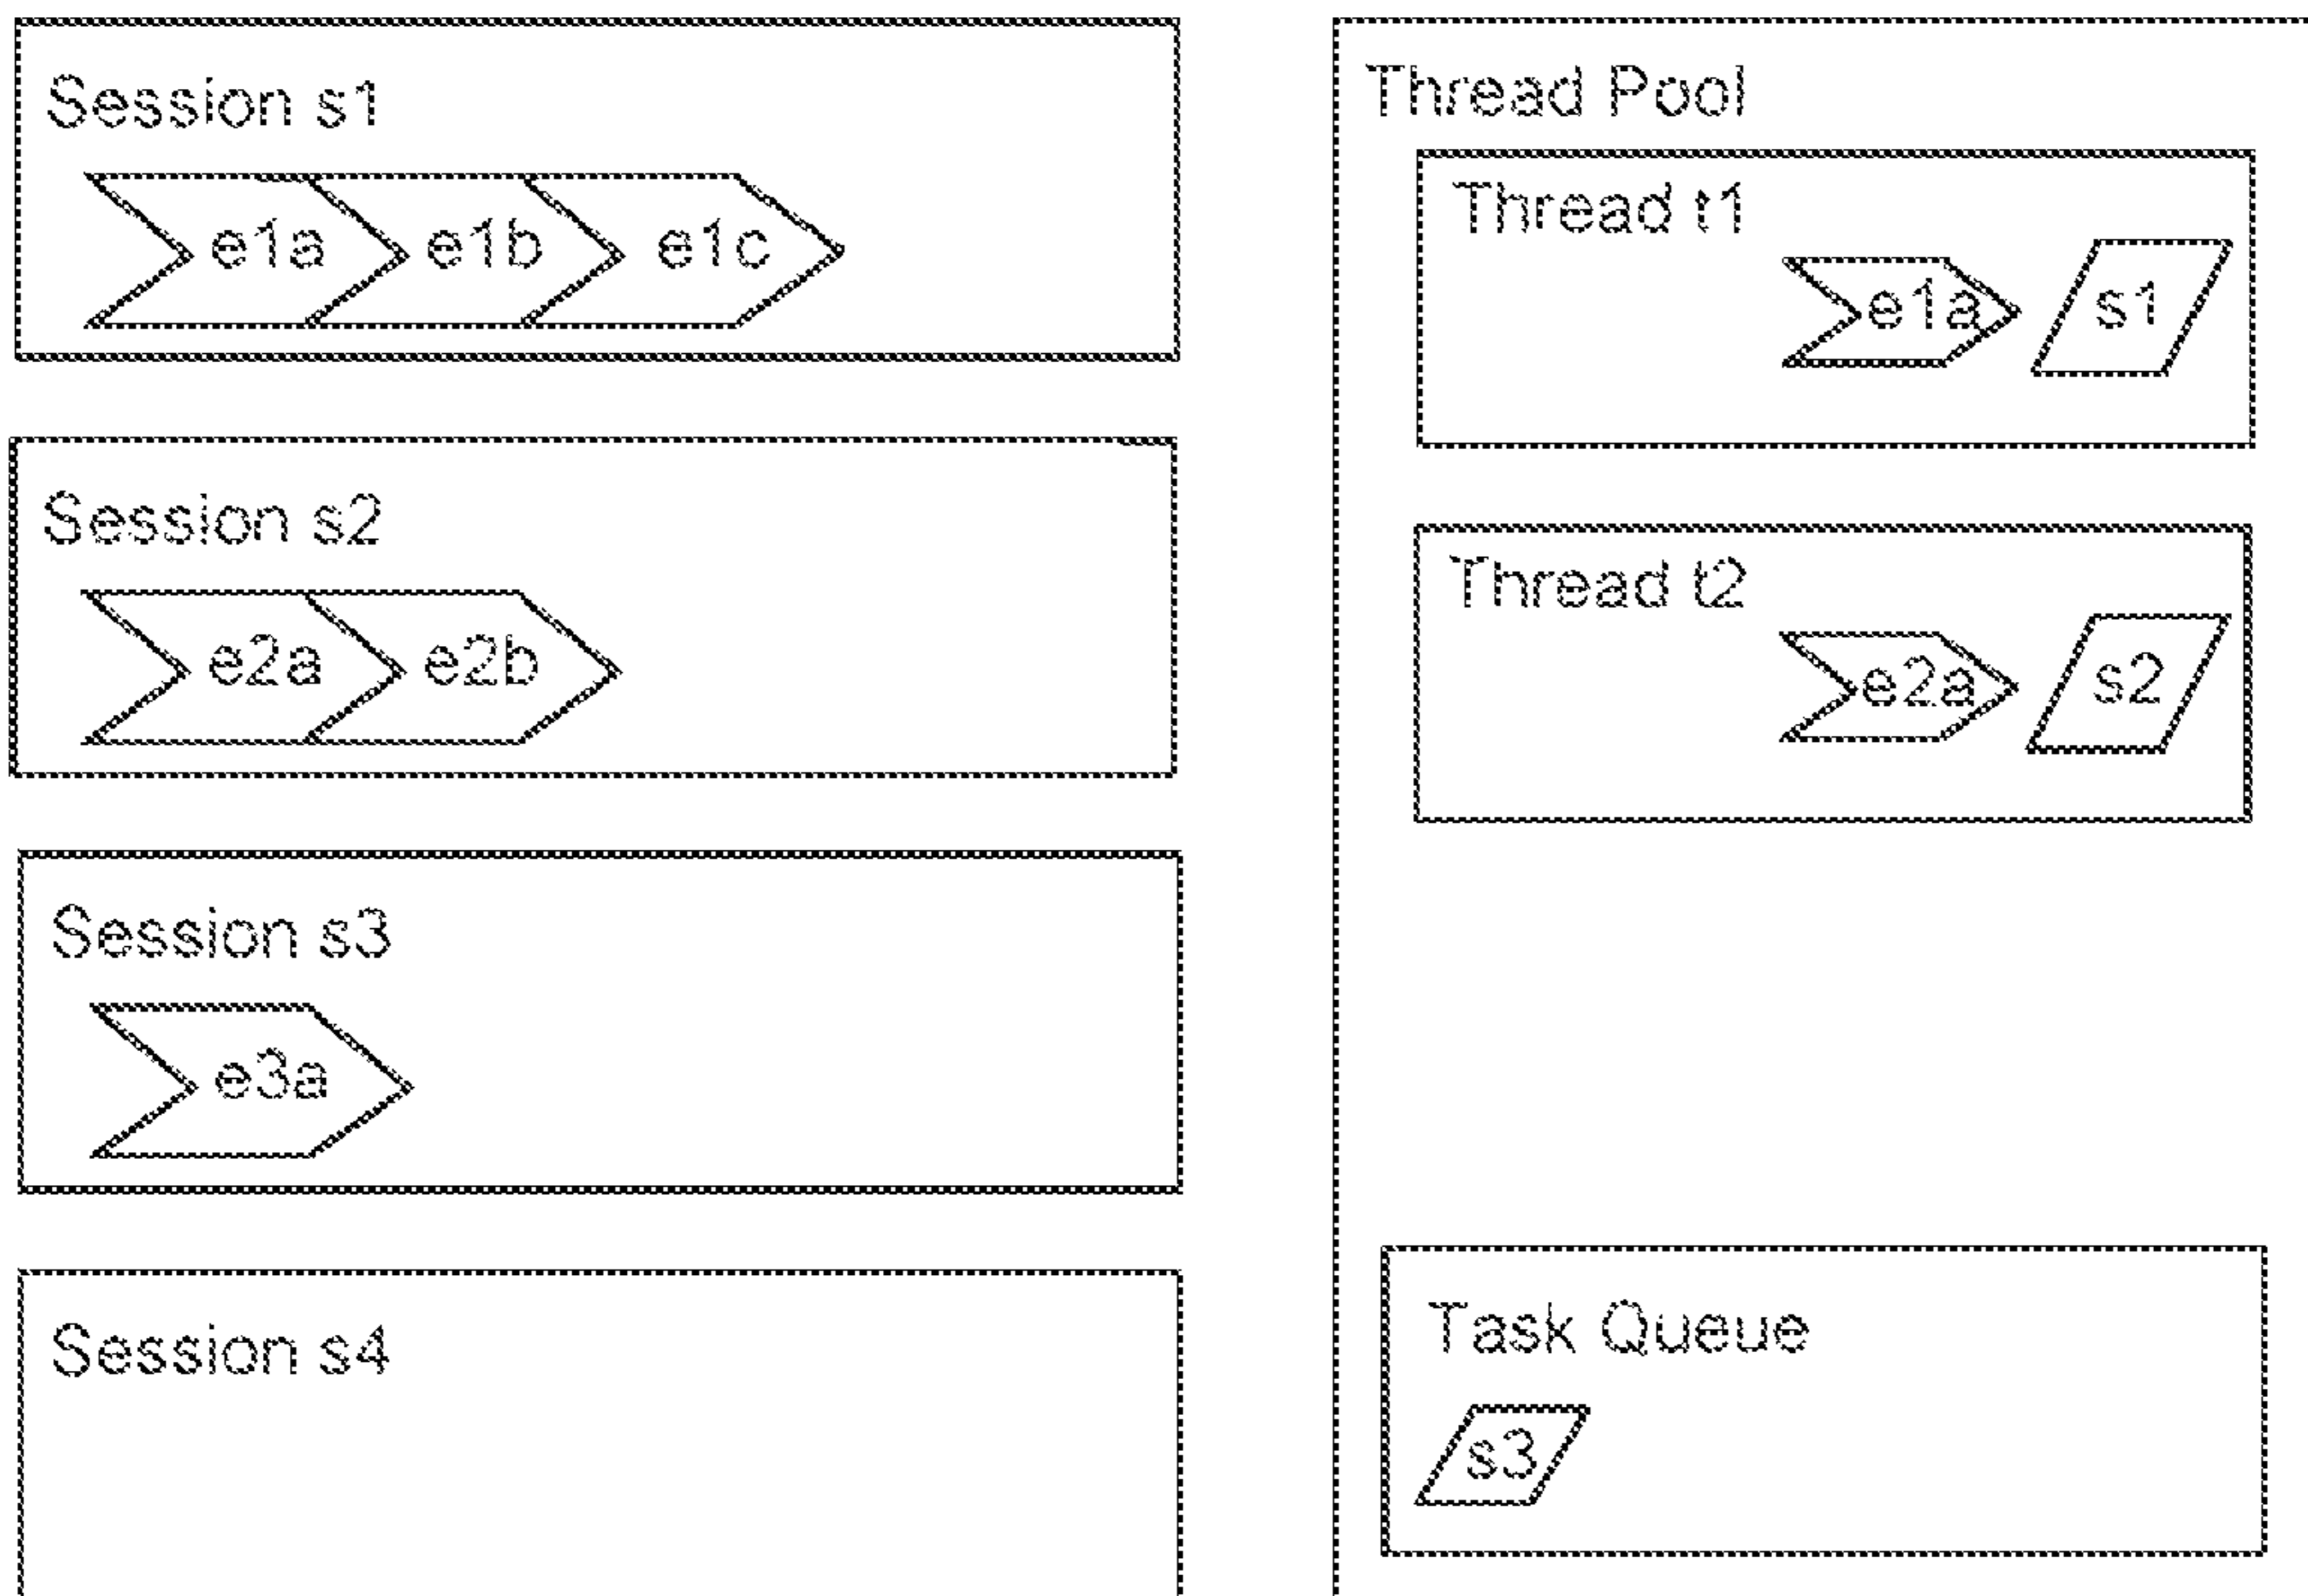 Session s1
e1a e1b e1c
Session s2
e2a e2b
Session s3
e3a
Session s4
Thread Pool
Thread t1
e1a s1
Thread t2
e2a s2
Task Queue
s3